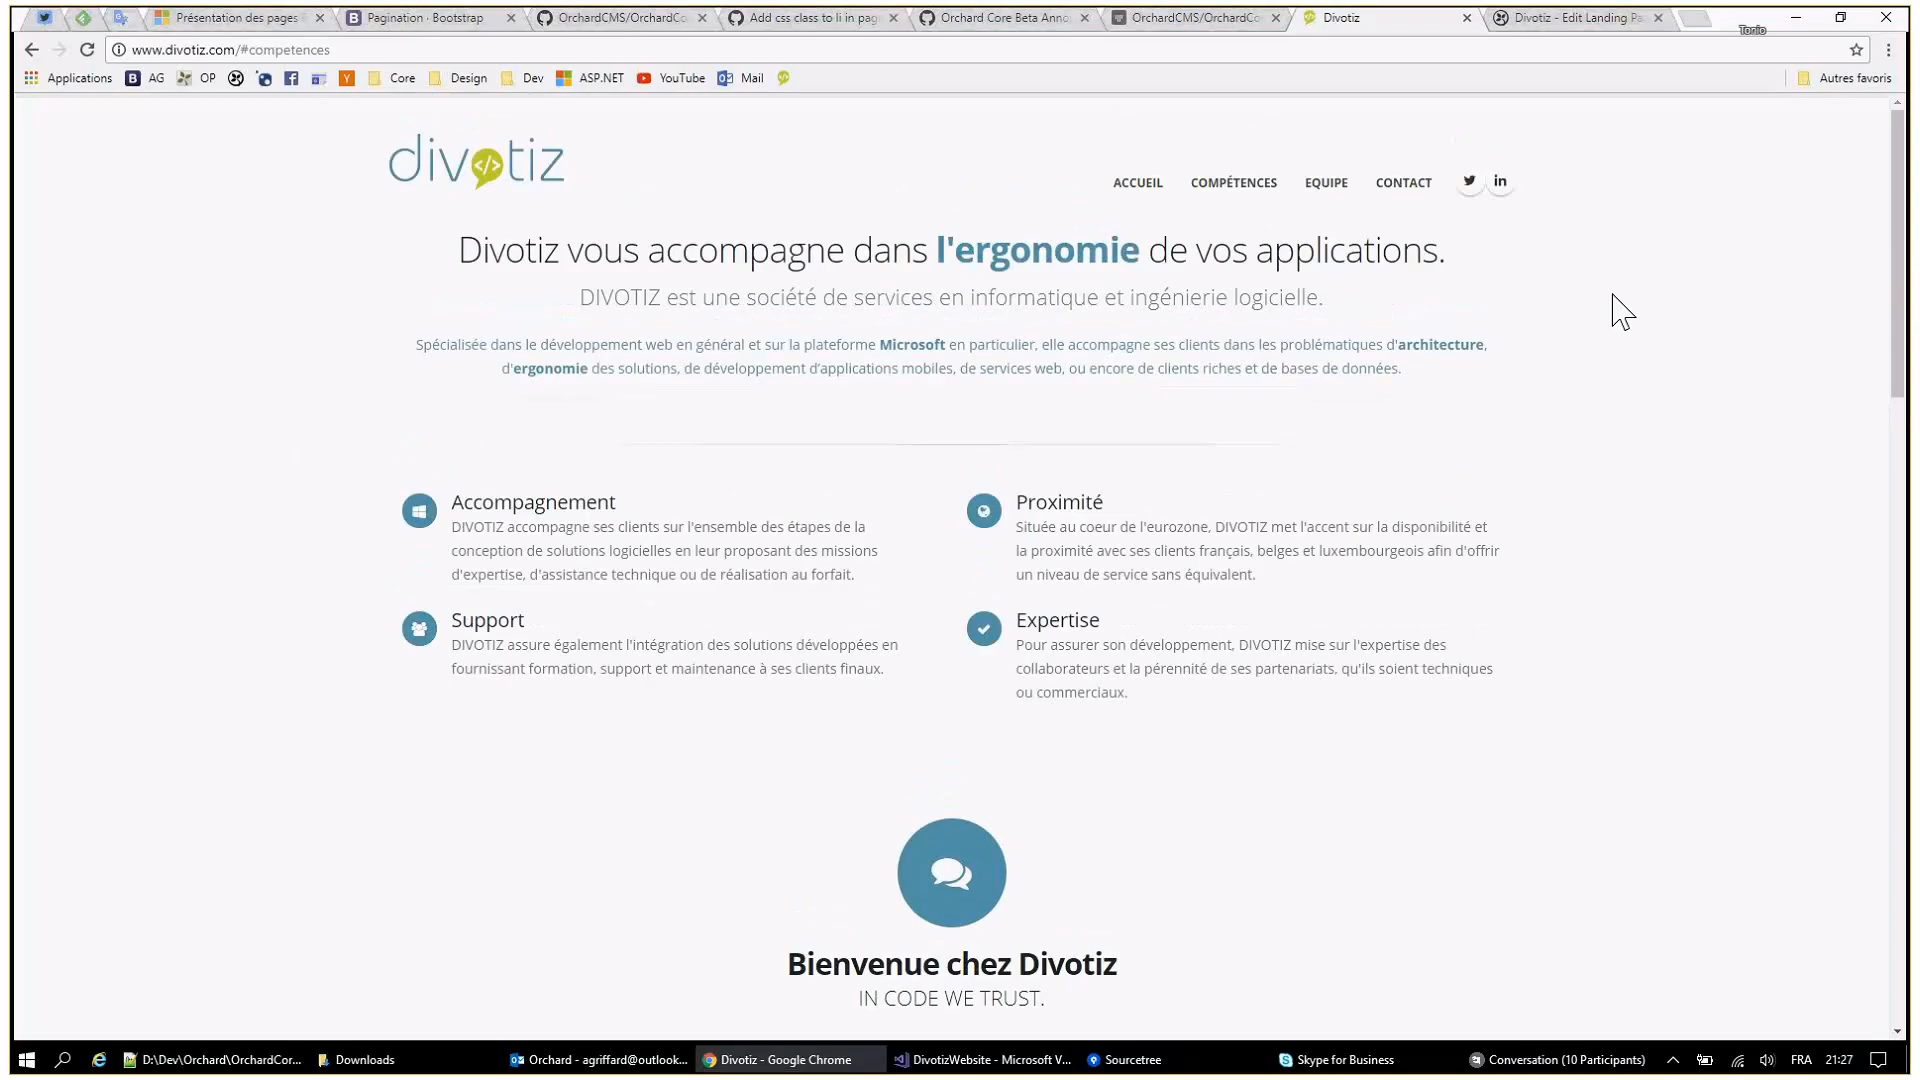 Présentation des pages
Pagination · Bootstrap
OrchardCMS/OrchardCo
Add css class to li in pag
Orchard Core Beta Anno
OrchardCMS/OrchardCo
Divotiz
Divotiz - Edit Landing Pa
Tonio
www.divotiz.com/#competences
Applications
AG
OP
Core
Design
Dev
ASP.NET
YouTube
Mail
Autres favoris
divotiz
ACCUEIL
COMPÉTENCES
EQUIPE
CONTACT
Divotiz vous accompagne dans l'ergonomie de vos applications.
DIVOTIZ est une société de services en informatique et ingénierie logicielle.
Spécialisée dans le développement web en général et sur la plateforme Microsoft en particulier, elle accompagne ses clients dans les problématiques d'architecture,
d'ergonomie des solutions, de développement d'applications mobiles, de services web, ou encore de clients riches et de bases de données.
Accompagnement
DIVOTIZ accompagne ses clients sur l'ensemble des étapes de la
conception de solutions logicielles en leur proposant des missions
d'expertise, d'assistance technique ou de réalisation au forfait.
Proximité
Située au coeur de l'eurozone, DIVOTIZ met l'accent sur la disponibilité et
la proximité avec ses clients français, belges et luxembourgeois afin d'offrir
un niveau de service sans équivalent.
Support
DIVOTIZ assure également l'intégration des solutions développées en
fournissant formation, support et maintenance à ses clients finaux.
Expertise
Pour assurer son développement, DIVOTIZ mise sur l'expertise des
collaborateurs et la pérennité de ses partenariats, qu'ils soient techniques
ou commerciaux.
Bienvenue chez Divotiz
IN CODE WE TRUST.
D:\Dev\Orchard\OrchardCor...
Downloads
Orchard - agriffard@outlook...
Divotiz - Google Chrome
DivotizWebsite - Microsoft V...
Sourcetree
Skype for Business
Conversation (10 Participants)
FRA
21:27